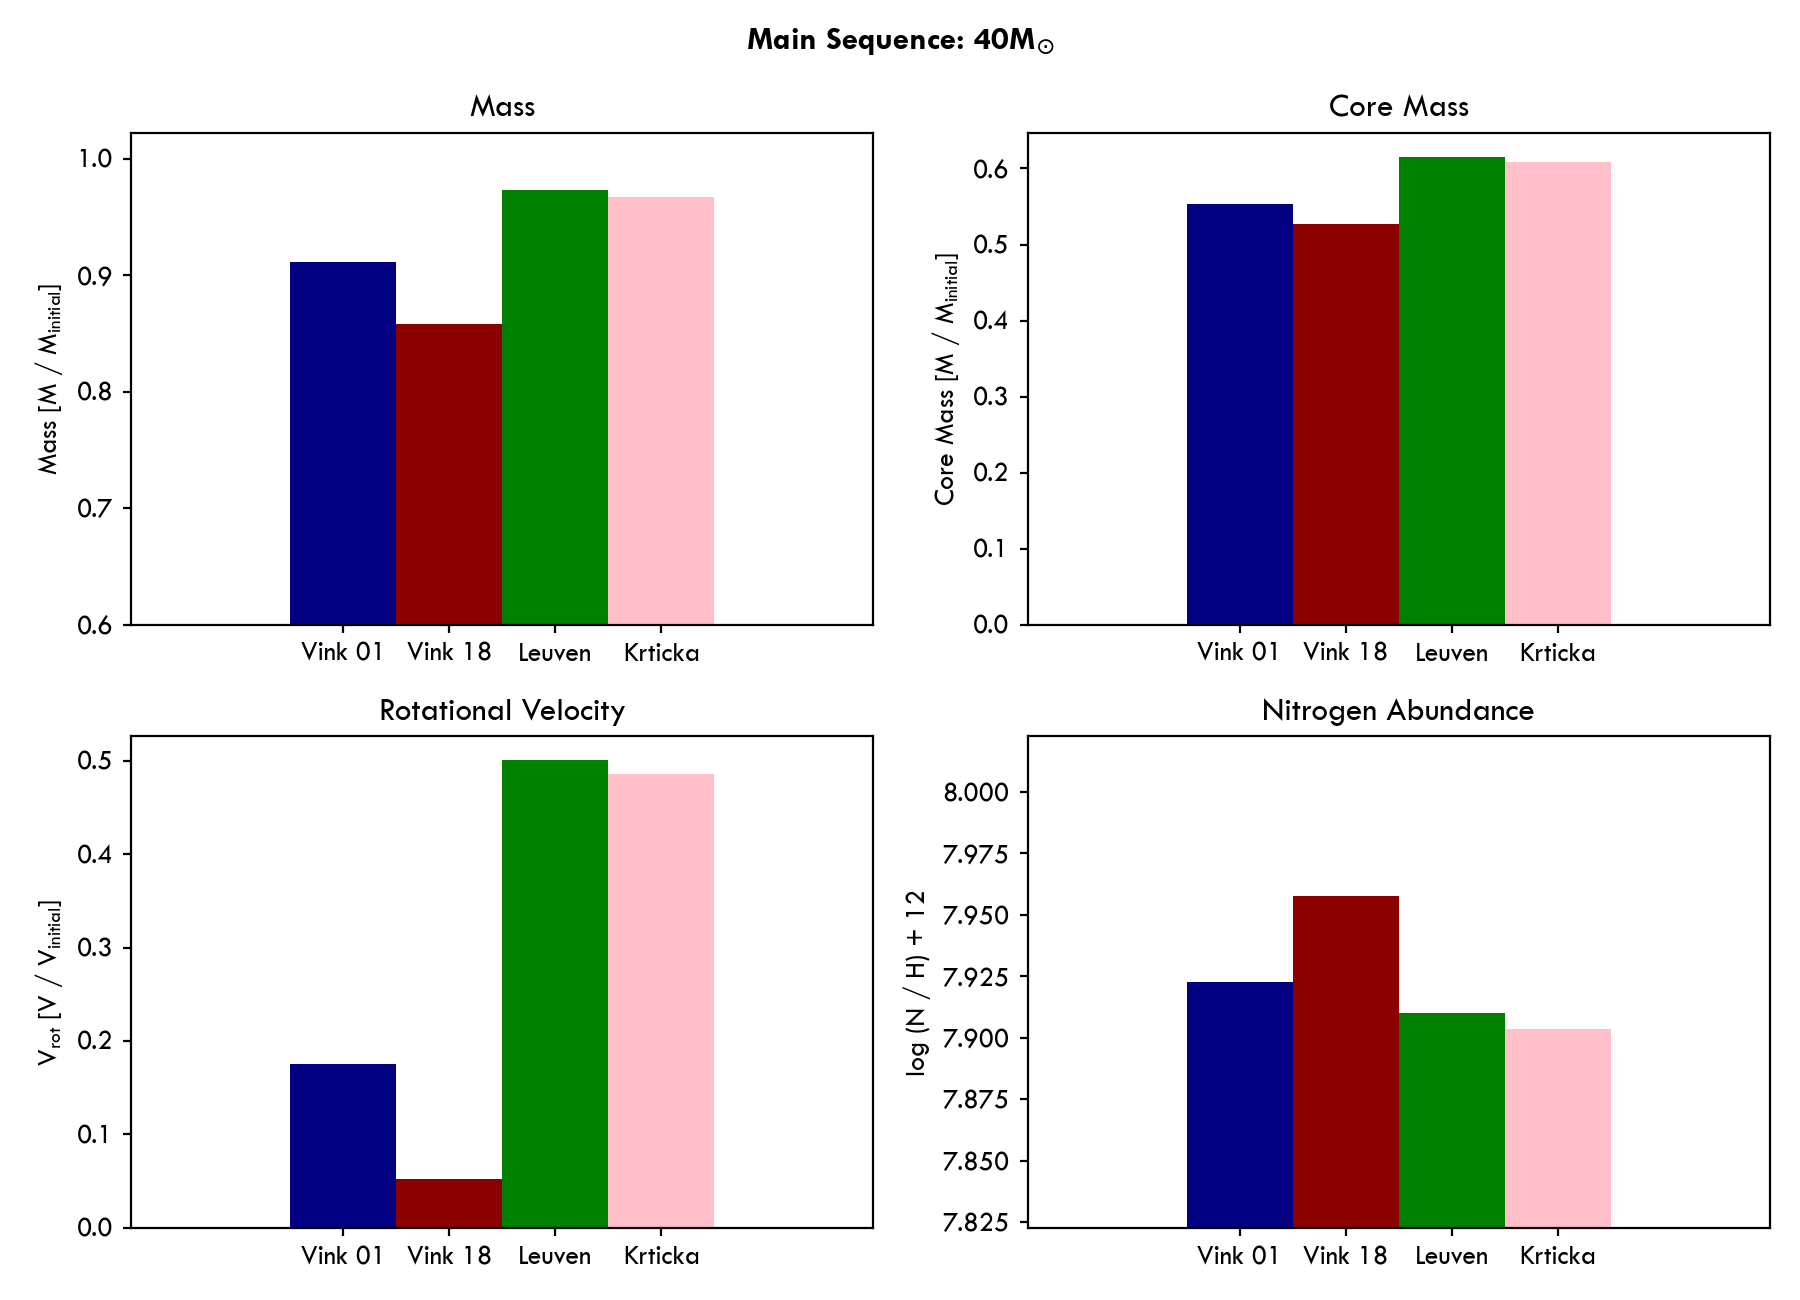 Main Sequence: 40M☉
Mass
Mass [M / Minitial]
1.0
0.9
0.8
0.7
0.6
Vink 01 Vink 18 Leuven Krticka
Core Mass
Core Mass [M / Minitial]
0.6
0.5
0.4
0.3
0.2
0.1
0.0
Vink 01 Vink 18 Leuven Krticka
Rotational Velocity
Vrot [V / Vinitial]
0.5
0.4
0.3
0.2
0.1
0.0
Vink 01 Vink 18 Leuven Krticka
Nitrogen Abundance
log (N / H) + 12
8.000
7.975
7.950
7.925
7.900
7.875
7.850
7.825
Vink 01 Vink 18 Leuven Krticka